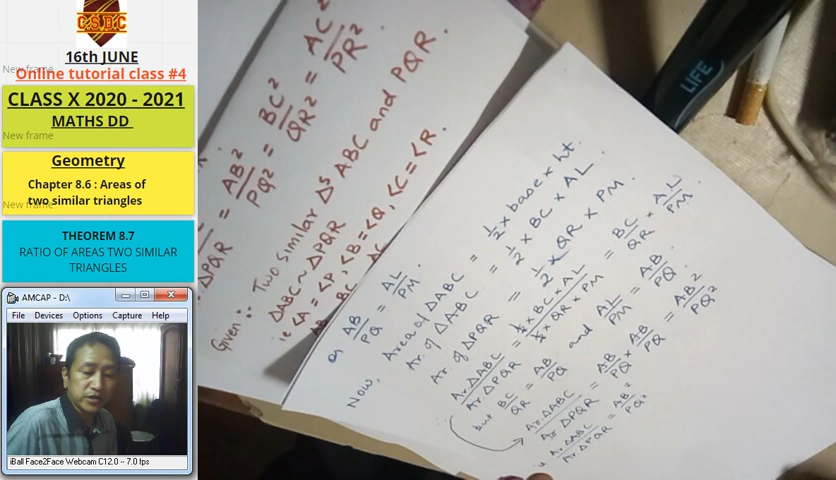 C.S.D.C
16th JUNE
New frame
Online tutorial class #4
CLASS X 2020 - 2021
MATHS DD
New frame
Geometry
Chapter 8.6 : Areas of
two similar triangles
New frame
THEOREM 8.7
RATIO OF AREAS TWO SIMILAR
TRIANGLES
AMCAP - D:\
File Devices Options Capture Help
iBall Face2Face Webcam C12.0 ~ 7.0 fps
LIFE
ΔPQR = AB²/PQ² = BC²/QR² = AC²/PR²
Given :- Two similar Δs ABC and PQR.
ΔABC ~ ΔPQR
ie <A = <P, <B = <Q, <C = <R.
or AB/PQ = AL/PM.
Now, Area of ΔABC = 1/2 × base × ht.
Ar. of ΔABC = 1/2 × BC × AL
Ar of ΔPQR = 1/2 × QR × PM.
Ar ΔABC/Ar ΔPQR = 1/2 × BC × AL/1/2 × QR × PM = BC/QR × AL/PM.
but BC/QR = AB/PQ and AL/PM = AB/PQ.
Ar. ΔABC/Ar ΔPQR = AB/PQ × AB/PQ = AB²/PQ²
ie Ar. ΔABC/Ar ΔPQR = AB²/PQ²